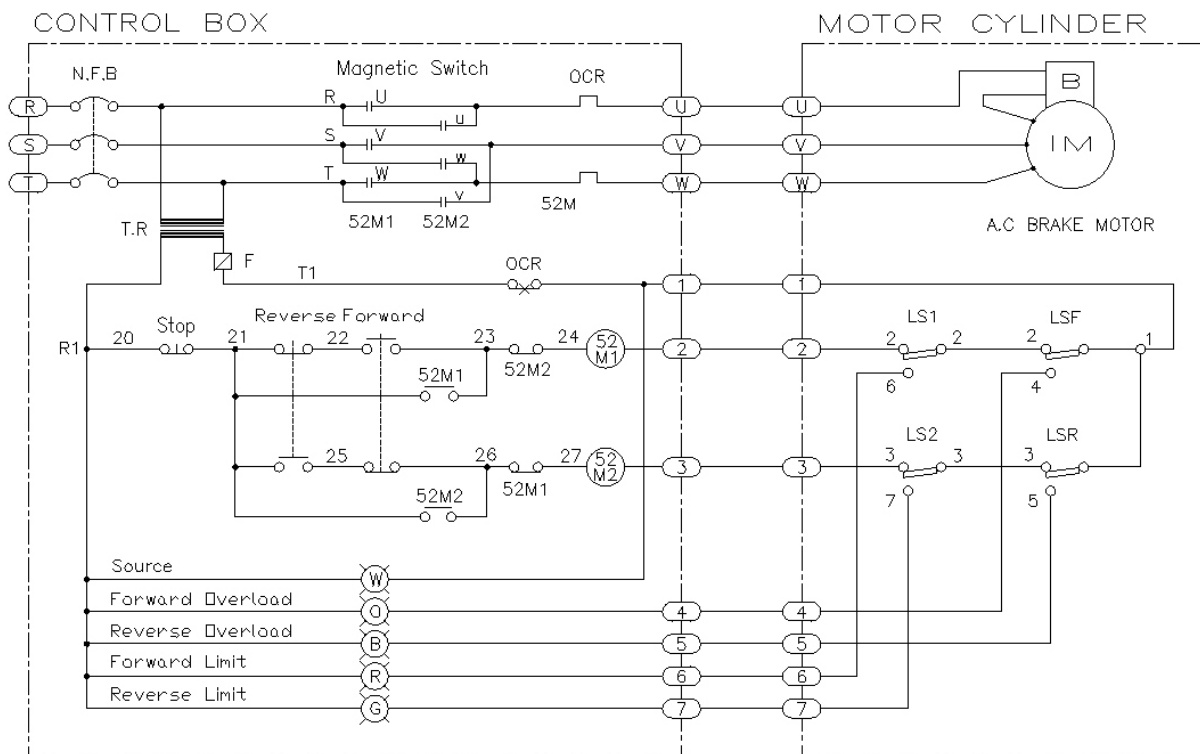 CONTROL BOX
MOTOR CYLINDER
N.F.B
Magnetic Switch
OCR
B
R
R
U
U
U
u
S
S
V
V
V
w
IM
T
T
W
W
W
v
52M1
52M2
52M
T.R
A.C BRAKE MOTOR
F
T1
OCR
1
1
Reverse Forward
Stop
LS1
LSF
R1
20
21
22
23
24
52 M1
2
2
2
2
2
1
52M2
52M1
6
4
LS2
LSR
25
26
27
52 M2
3
3
3
3
3
52M1
52M2
7
5
Source
W
Forward Overload
O
4
4
Reverse Overload
B
5
5
Forward Limit
R
6
6
Reverse Limit
G
7
7